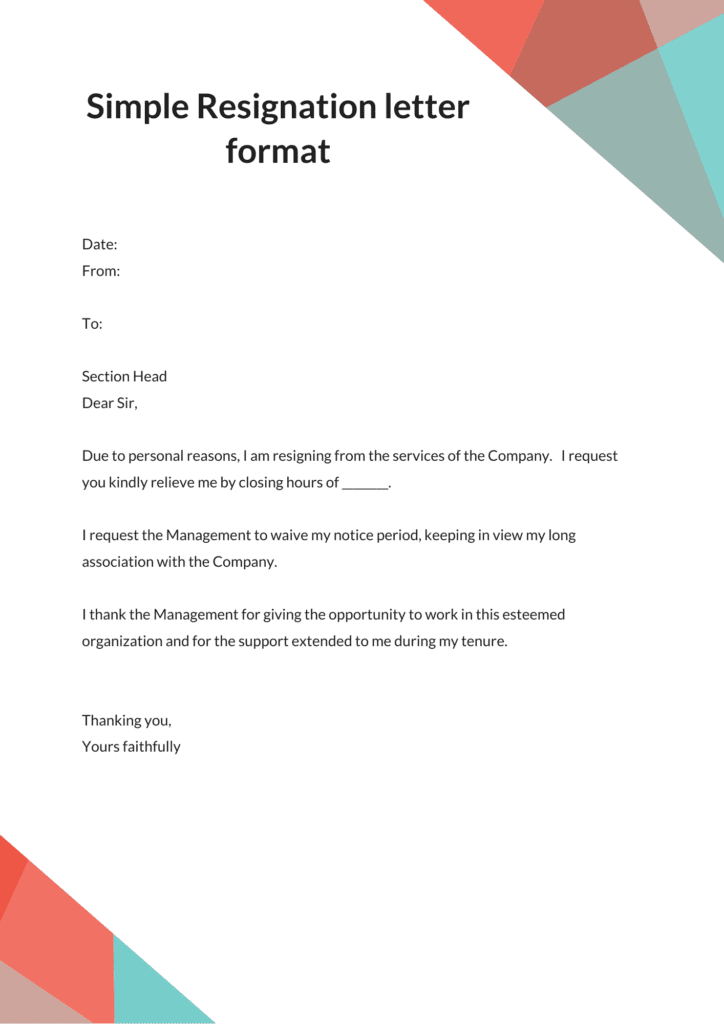 Simple Resignation letter
format
Date:
From:
To:
Section Head
Dear Sir,
Due to personal reasons, I am resigning from the services of the Company.  I request
you kindly relieve me by closing hours of ________.
I request the Management to waive my notice period, keeping in view my long
association with the Company.
I thank the Management for giving the opportunity to work in this esteemed
organization and for the support extended to me during my tenure.
Thanking you,
Yours faithfully